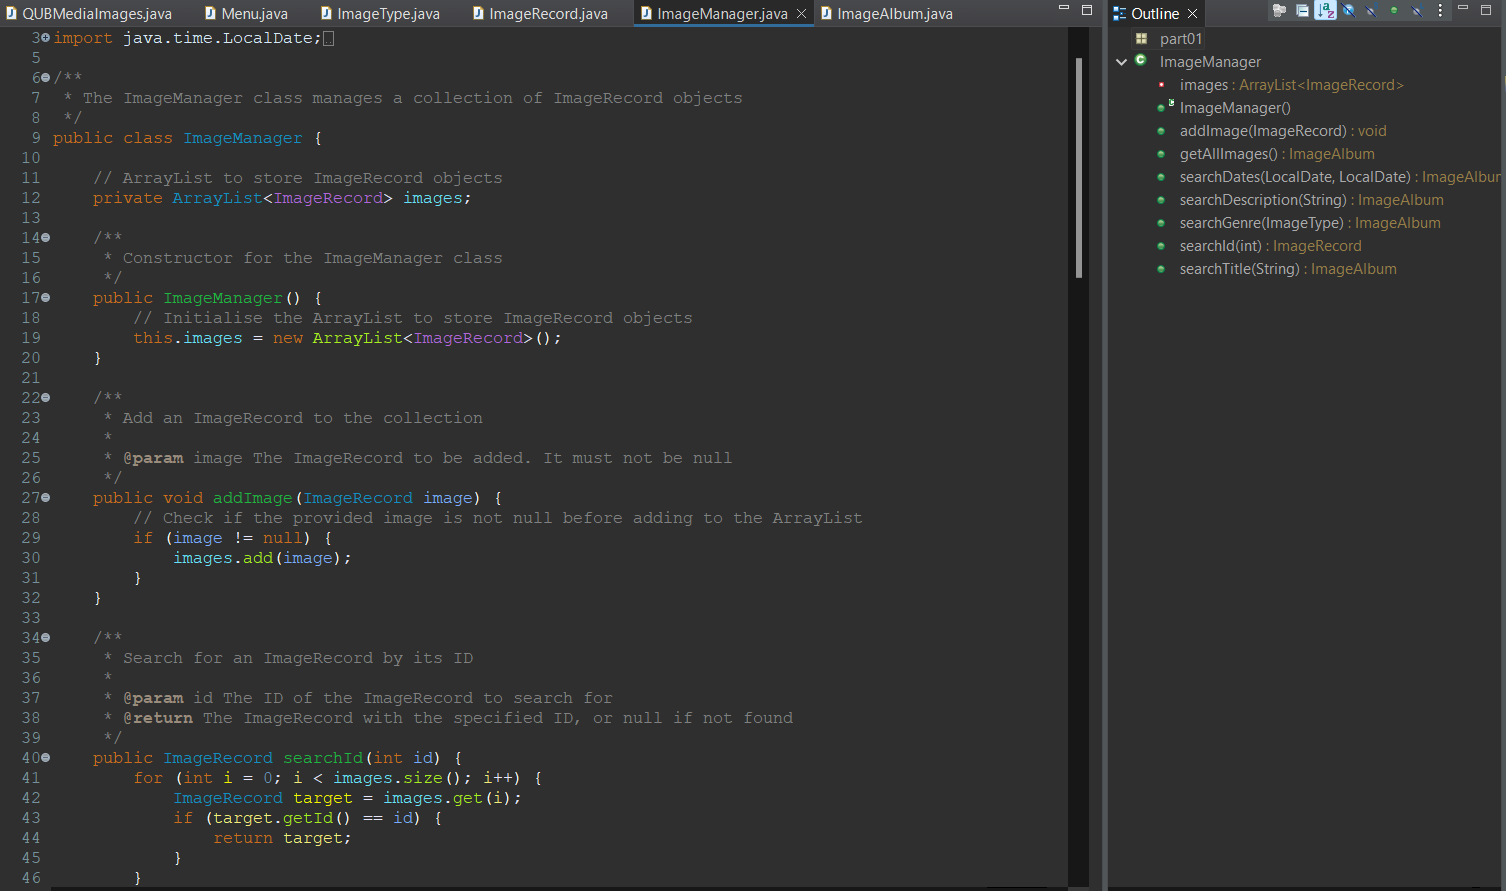 QUBMediaImages.java Menu.java ImageType.java ImageRecord.java ImageManager.java ImageAlbum.java
3 import java.time.LocalDate;
5
6 /**
7  * The ImageManager class manages a collection of ImageRecord objects
8  */
9 public class ImageManager {
10
11     // ArrayList to store ImageRecord objects
12     private ArrayList<ImageRecord> images;
13
14     /**
15      * Constructor for the ImageManager class
16      */
17     public ImageManager() {
18         // Initialise the ArrayList to store ImageRecord objects
19         this.images = new ArrayList<ImageRecord>();
20     }
21
22     /**
23      * Add an ImageRecord to the collection
24      *
25      * @param image The ImageRecord to be added. It must not be null
26      */
27     public void addImage(ImageRecord image) {
28         // Check if the provided image is not null before adding to the ArrayList
29         if (image != null) {
30             images.add(image);
31         }
32     }
33
34     /**
35      * Search for an ImageRecord by its ID
36      *
37      * @param id The ID of the ImageRecord to search for
38      * @return The ImageRecord with the specified ID, or null if not found
39      */
40     public ImageRecord searchId(int id) {
41         for (int i = 0; i < images.size(); i++) {
42             ImageRecord target = images.get(i);
43             if (target.getId() == id) {
44                 return target;
45             }
46         }
Outline
part01
ImageManager
images : ArrayList<ImageRecord>
ImageManager()
addImage(ImageRecord) : void
getAllImages() : ImageAlbum
searchDates(LocalDate, LocalDate) : ImageAlbum
searchDescription(String) : ImageAlbum
searchGenre(ImageType) : ImageAlbum
searchId(int) : ImageRecord
searchTitle(String) : ImageAlbum